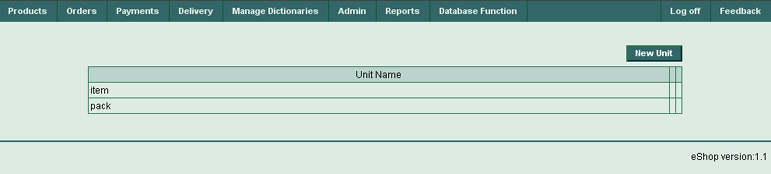 Products Orders Payments Delivery Manage Dictionaries Admin Reports Database Function Log off Feedback
New Unit
Unit Name
item
pack
eShop version:1.1